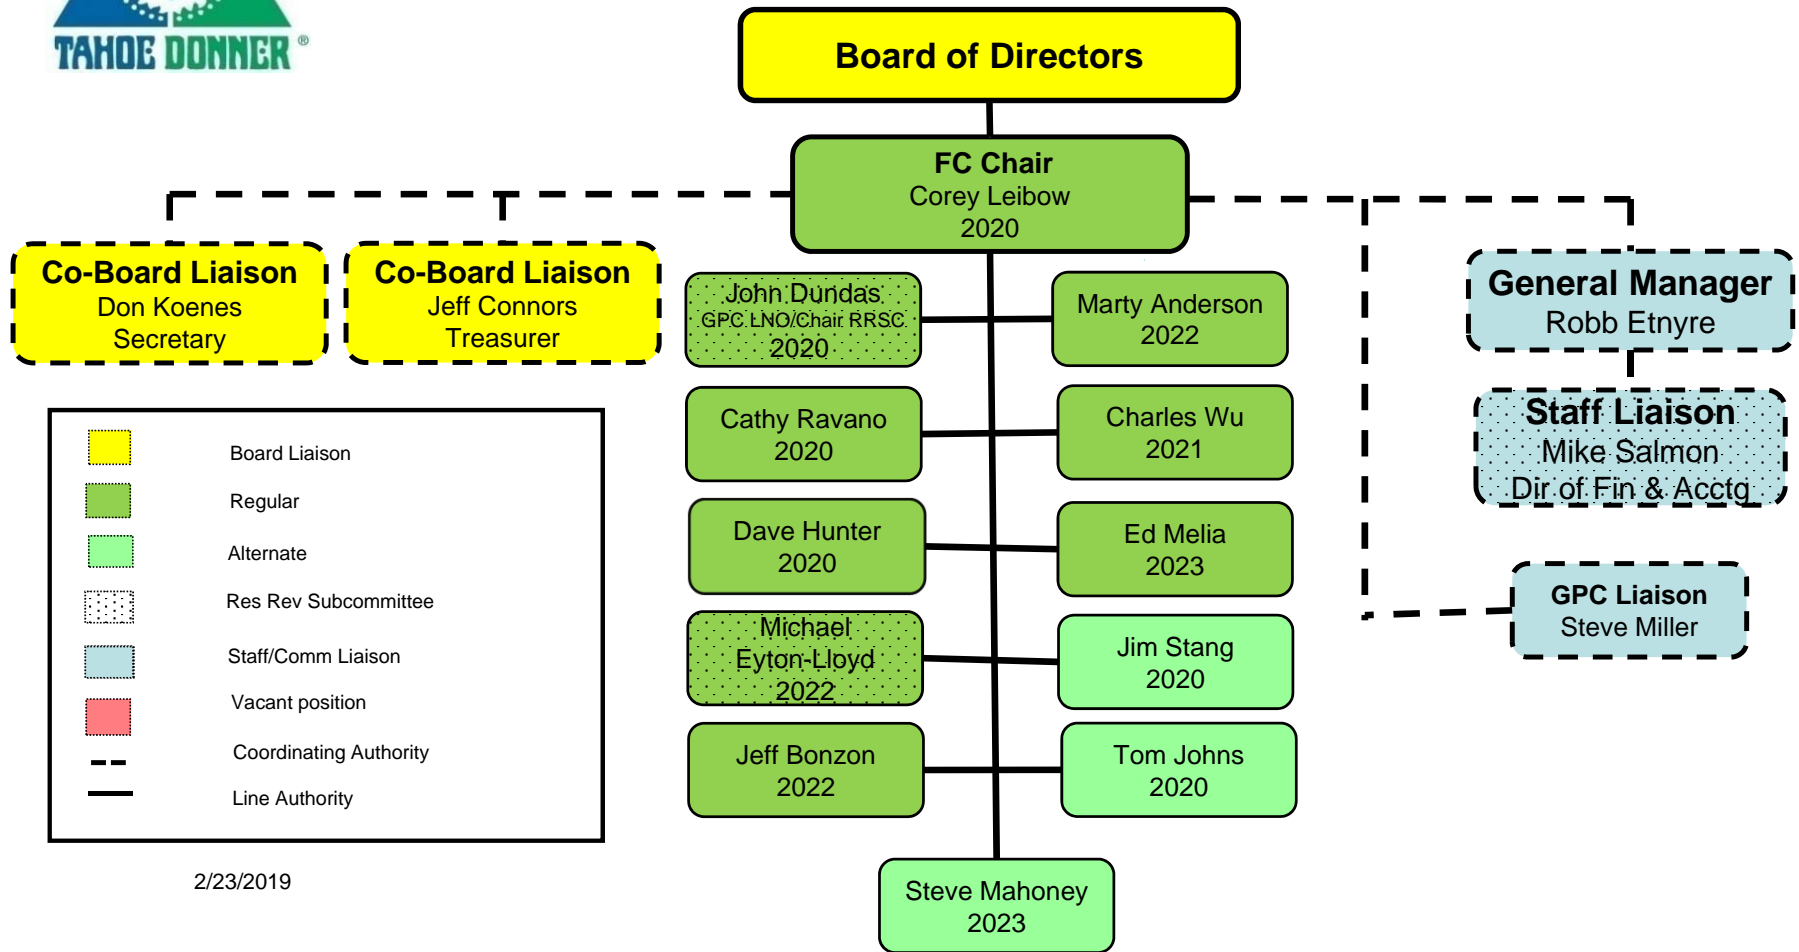 TAHOE DONNER ®
Board of Directors
FC Chair
Corey Leibow
2020
Co-Board Liaison
Don Koenes
Secretary
Co-Board Liaison
Jeff Connors
Treasurer
General Manager
Robb Etnyre
Staff Liaison
Mike Salmon
Dir of Fin & Acctg
GPC Liaison
Steve Miller
John Dundas
GPC LNO/Chair RRSC
2020
Marty Anderson
2022
Cathy Ravano
2020
Charles Wu
2021
Dave Hunter
2020
Ed Melia
2023
Michael
Eyton-Lloyd
2022
Jim Stang
2020
Jeff Bonzon
2022
Tom Johns
2020
Steve Mahoney
2023
Board Liaison
Regular
Alternate
Res Rev Subcommittee
Staff/Comm Liaison
Vacant position
Coordinating Authority
Line Authority
2/23/2019